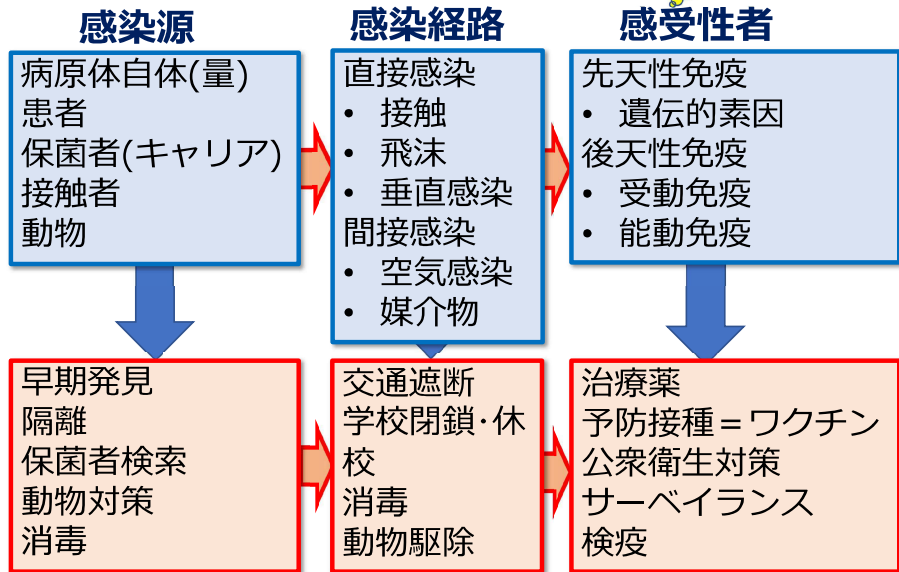 感染源
病原体自体(量)
患者
保菌者(キャリア)
接触者
動物
感染経路
直接感染
• 接触
• 飛沫
• 垂直感染
間接感染
• 空気感染
• 媒介物
感受性者
先天性免疫
• 遺伝的素因
後天性免疫
• 受動免疫
• 能動免疫
早期発見
隔離
保菌者検索
動物対策
消毒
交通遮断
学校閉鎖･休
校
消毒
動物駆除
治療薬
予防接種＝ワクチン
公衆衛生対策
サーベイランス
検疫